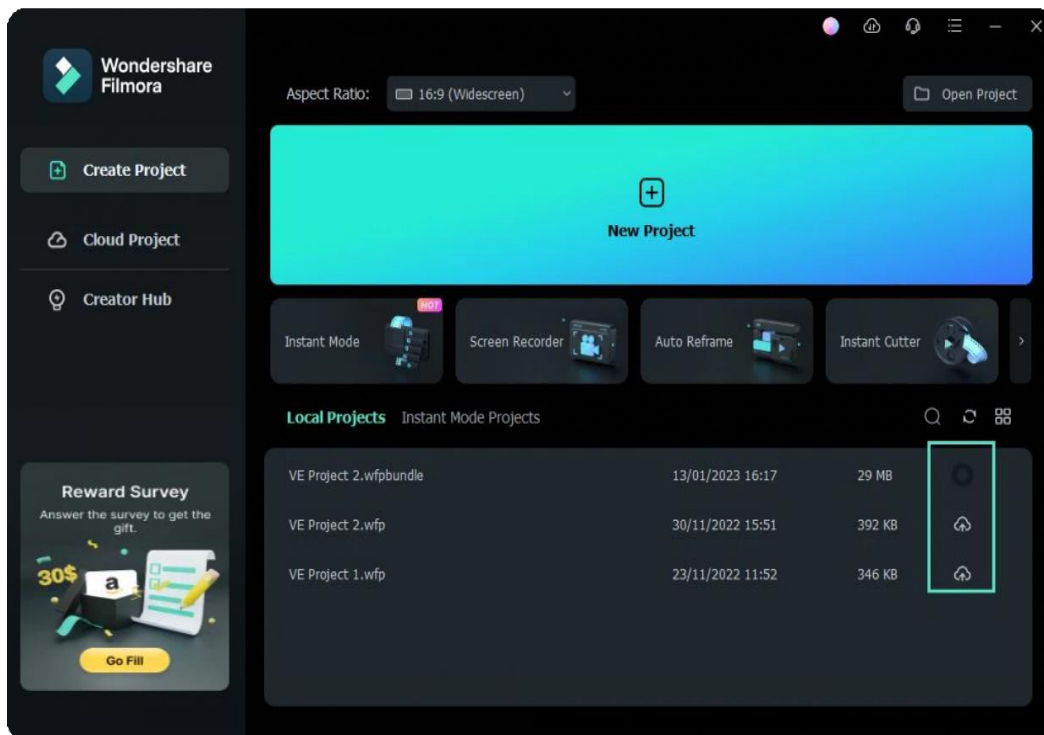 Wondershare
Filmora
Create Project
Cloud Project
Creator Hub
Reward Survey
Answer the survey to get the
gift.
30$
a
Go Fill
Aspect Ratio: 16:9 (Widescreen) Open Project
New Project
HOT
Instant Mode Screen Recorder Auto Reframe Instant Cutter
Local Projects Instant Mode Projects
VE Project 2.wfpbundle 13/01/2023 16:17 29 MB
VE Project 2.wfp 30/11/2022 15:51 392 KB
VE Project 1.wfp 23/11/2022 11:52 346 KB